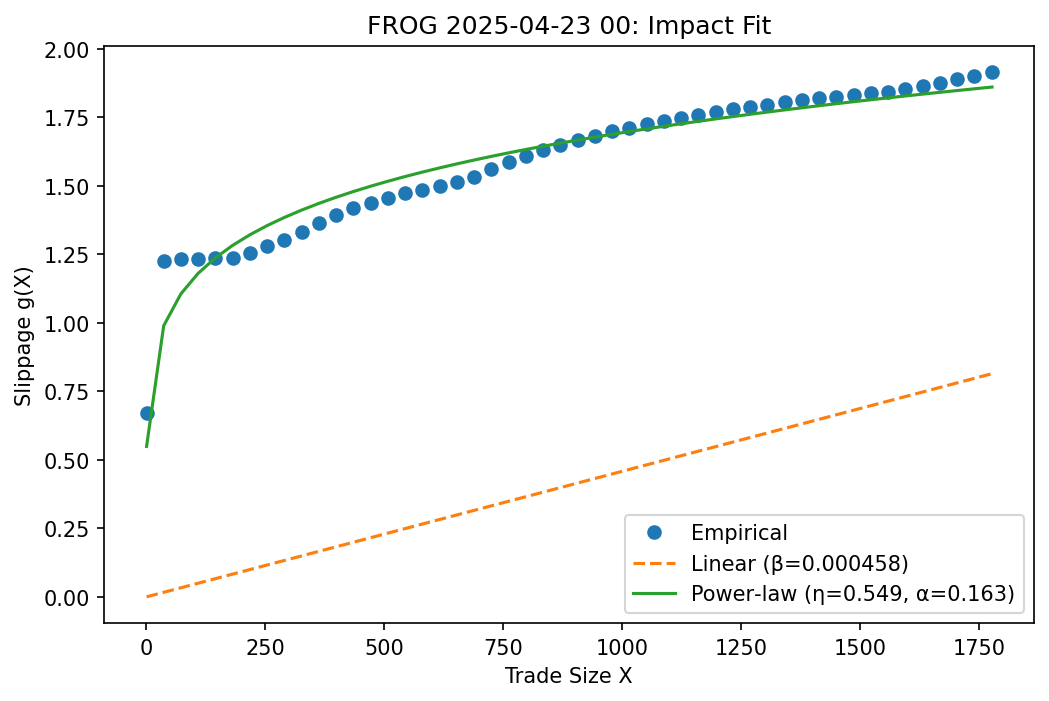 FROG 2025-04-23 00: Impact Fit
Slippage g(X)
2.00
1.75
1.50
1.25
1.00
0.75
0.50
0.25
0.00
Empirical
Linear (β=0.000458)
Power-law (η=0.549, α=0.163)
0 250 500 750 1000 1250 1500 1750
Trade Size X